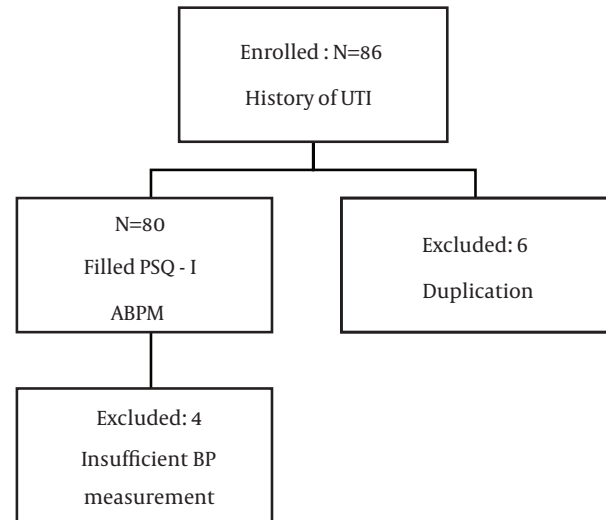 Enrolled : N=86
History of UTI
N=80
Filled PSQ - I
ABPM
Excluded: 6
Duplication
Excluded: 4
Insufficient BP
measurement